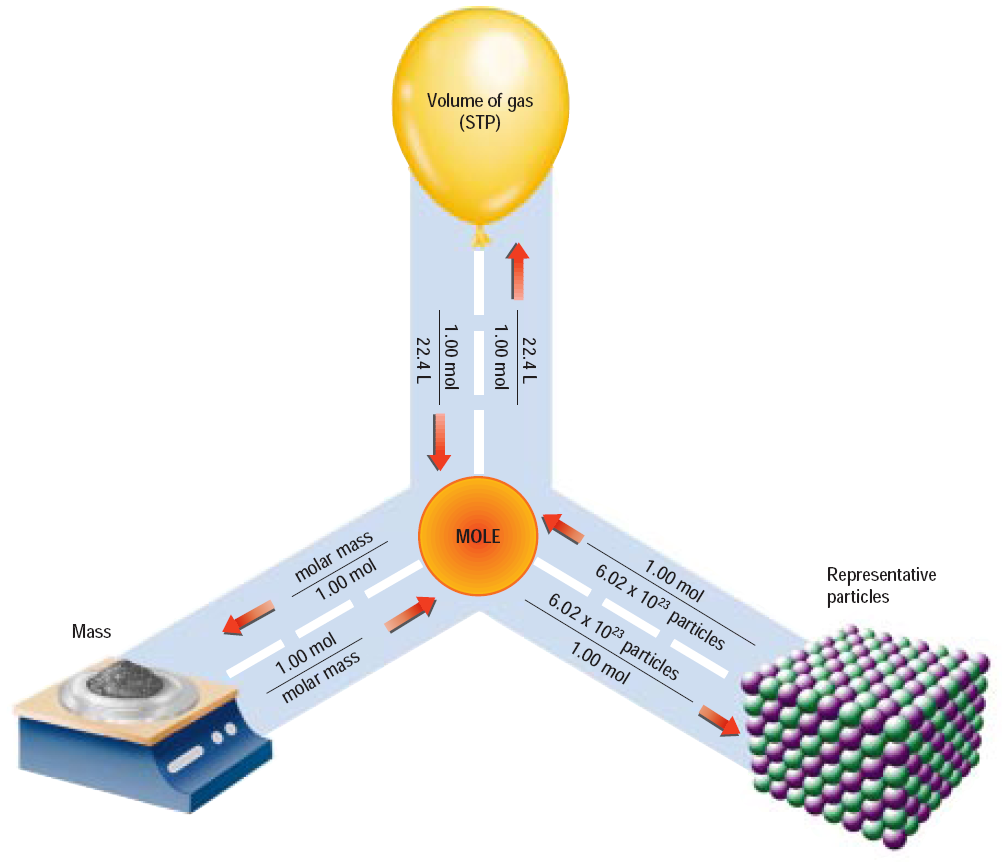 Volume of gas
(STP)
1.00 mol
22.4 L
22.4 L
1.00 mol
MOLE
molar mass
1.00 mol
1.00 mol
molar mass
1.00 mol
6.02 x 10²³ particles
6.02 x 10²³ particles
1.00 mol
Representative
particles
Mass